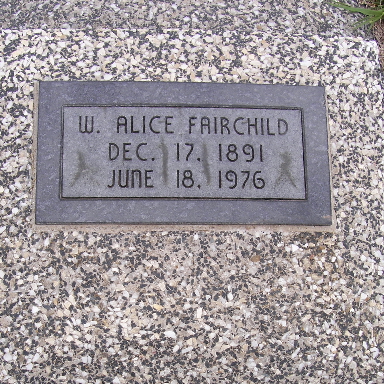 W. ALICE FAIRCHILD
DEC. 17. 1891
JUNE 18. 1976